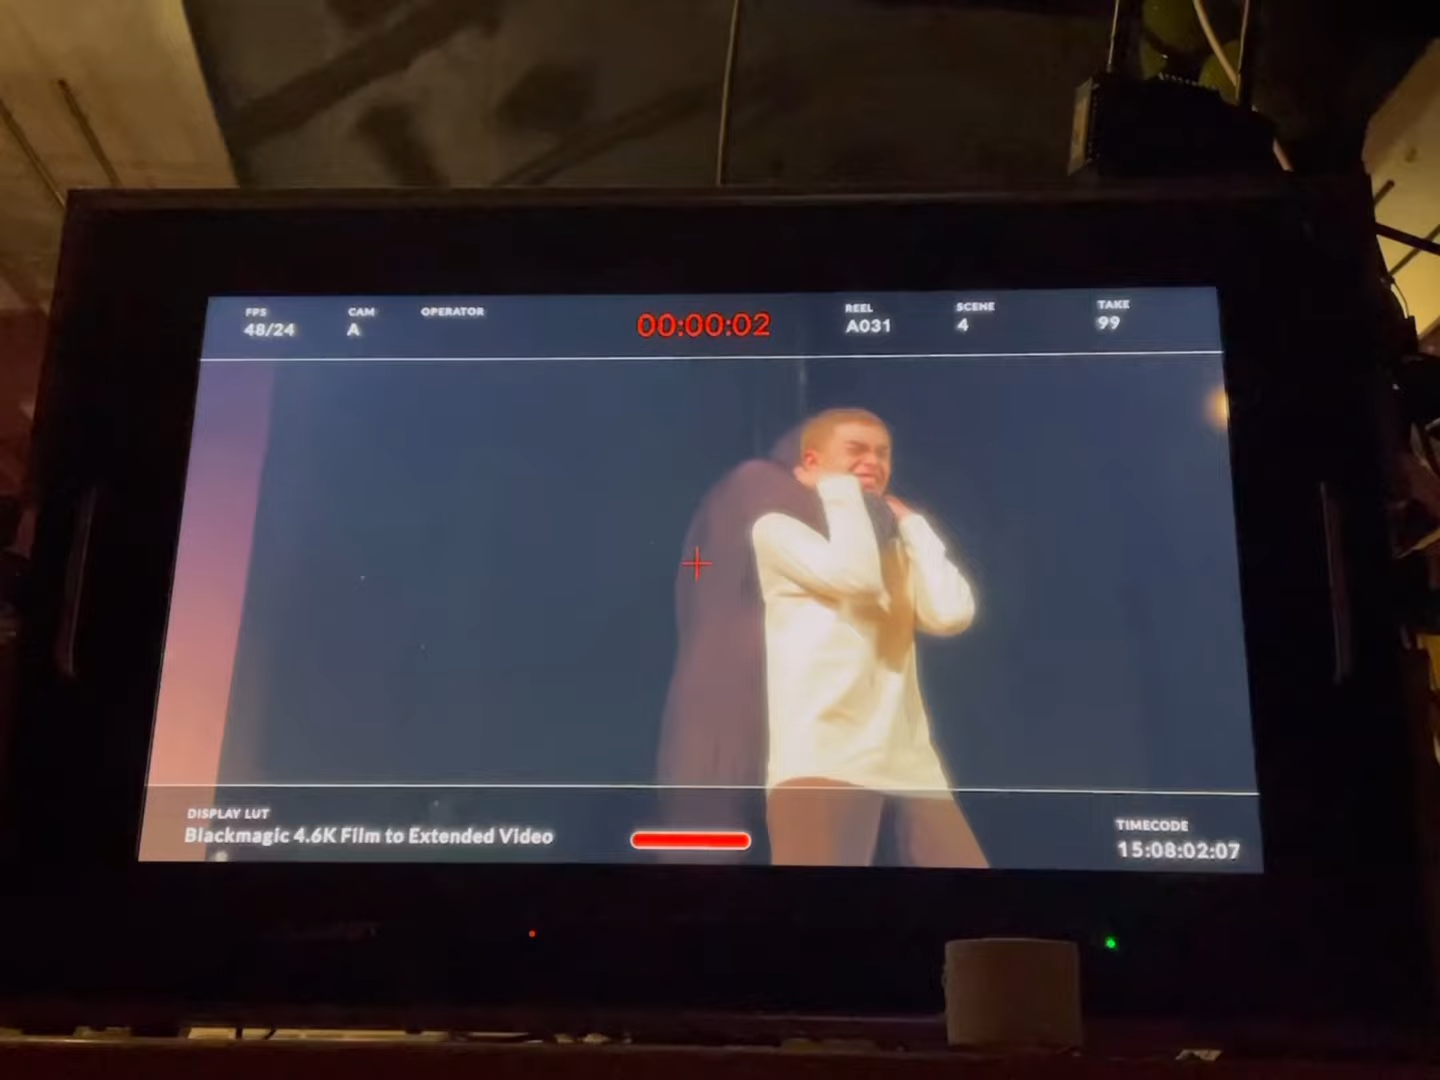 FPS
48/24
CAM
A
OPERATOR
00:00:02
REEL
A031
SCENE
4
TAKE
99
DISPLAY LUT
Blackmagic 4.6K Film to Extended Video
TIMECODE
15:08:02:07